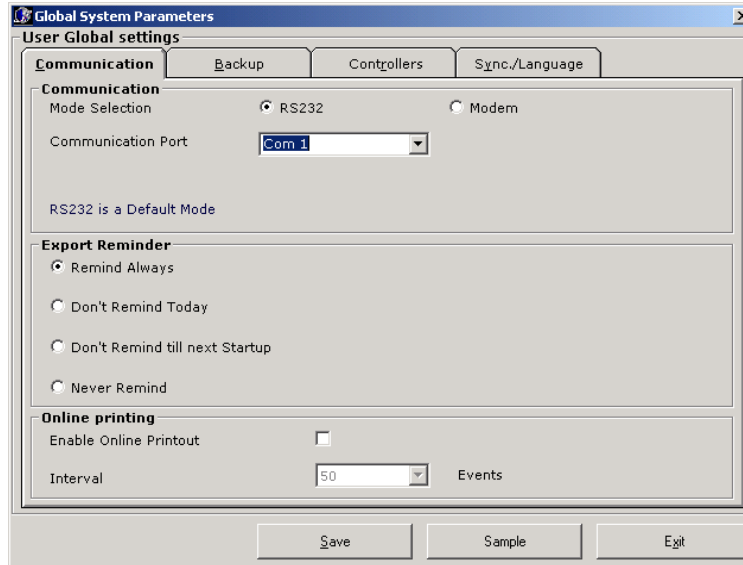 Global System Parameters
User Global settings
Communication Backup Controllers Sync./Language
Communication
Mode Selection RS232 Modem
Communication Port Com 1
RS232 is a Default Mode
Export Reminder
Remind Always
Don't Remind Today
Don't Remind till next Startup
Never Remind
Online printing
Enable Online Printout
Interval 50 Events
Save Sample Exit